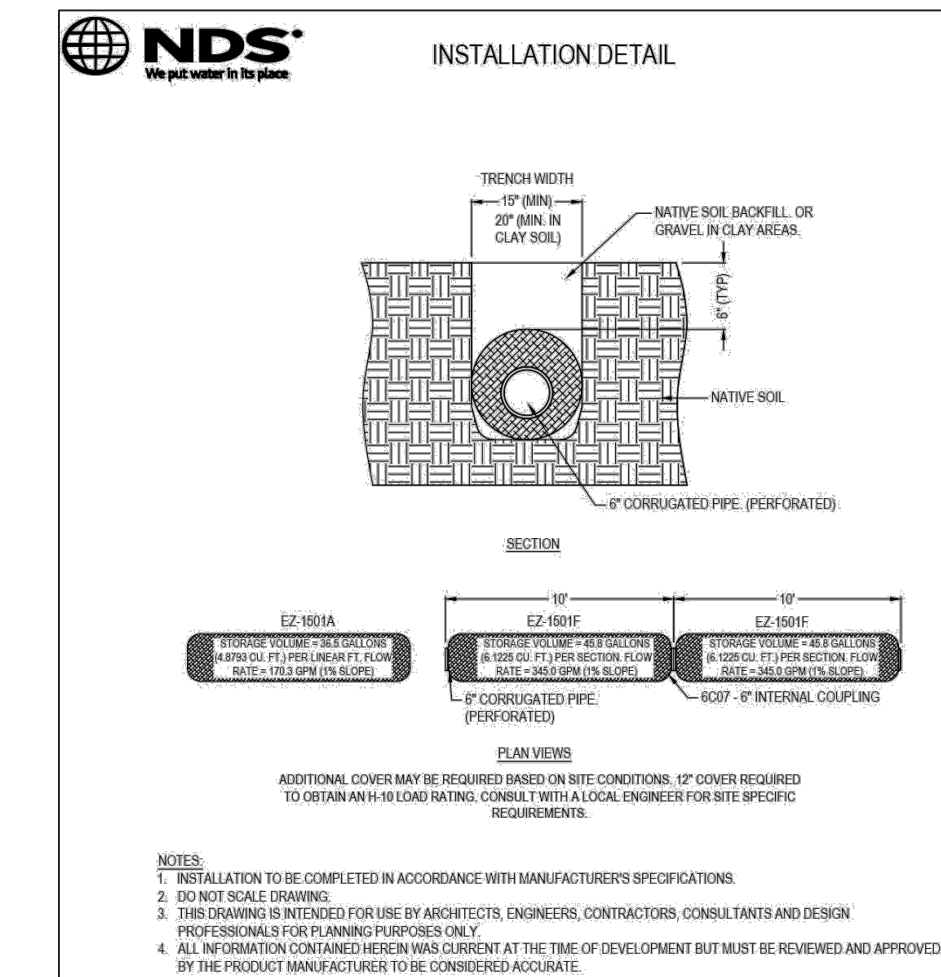 NDS
We put water in its place
INSTALLATION DETAIL
TRENCH WIDTH
15" (MIN)
20" (MIN. IN
CLAY SOIL)
NATIVE SOIL BACKFILL. OR
GRAVEL IN CLAY AREAS.
6" (TYP)
NATIVE SOIL
6" CORRUGATED PIPE. (PERFORATED)
SECTION
10'
10'
EZ-1501A
EZ-1501F
EZ-1501F
STORAGE VOLUME = 36.5 GALLONS
(4.8793 CU. FT.) PER LINEAR FT. FLOW
RATE = 170.3 GPM (1% SLOPE)
STORAGE VOLUME = 45.8 GALLONS
(6.1225 CU. FT.) PER SECTION. FLOW
RATE = 345.0 GPM (1% SLOPE)
STORAGE VOLUME = 45.8 GALLONS
(6.1225 CU. FT.) PER SECTION. FLOW
RATE = 345.0 GPM (1% SLOPE)
6" CORRUGATED PIPE.
(PERFORATED)
6C07 - 6" INTERNAL COUPLING
PLAN VIEWS
ADDITIONAL COVER MAY BE REQUIRED BASED ON SITE CONDITIONS. 12" COVER REQUIRED
TO OBTAIN AN H-10 LOAD RATING. CONSULT WITH A LOCAL ENGINEER FOR SITE SPECIFIC
REQUIREMENTS.
NOTES:
1. INSTALLATION TO BE COMPLETED IN ACCORDANCE WITH MANUFACTURER'S SPECIFICATIONS.
2. DO NOT SCALE DRAWING.
3. THIS DRAWING IS INTENDED FOR USE BY ARCHITECTS, ENGINEERS, CONTRACTORS, CONSULTANTS AND DESIGN
PROFESSIONALS FOR PLANNING PURPOSES ONLY.
4. ALL INFORMATION CONTAINED HEREIN WAS CURRENT AT THE TIME OF DEVELOPMENT BUT MUST BE REVIEWED AND APPROVED
BY THE PRODUCT MANUFACTURER TO BE CONSIDERED ACCURATE.